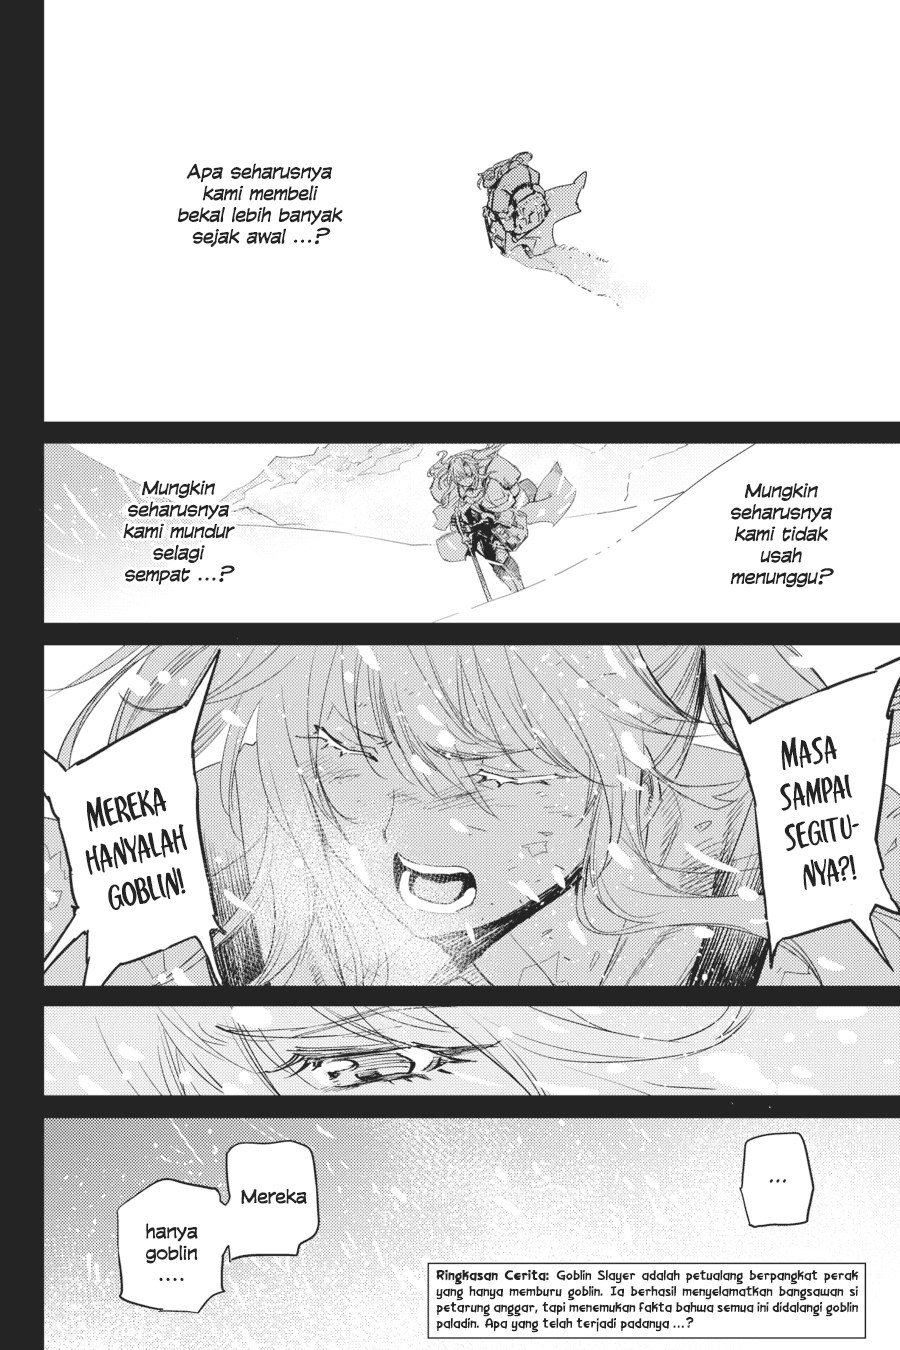 Apa seharusnya
kami membeli
bekal lebih banyak
sejak awal ...?
Mungkin
seharusnya
kami tidak
usah
menunggu?
Mungkin
seharusnya
kami mundur
selagi
sempat ...?
MASA
SAMPAI
SEGITU-
NYA?!
MEREKA
HANYALAH
GOBLIN!
...
Mereka
hanya
goblin
....
Ringkasan Cerita: Goblin Slayer adalah petualang berpangkat perak
yang hanya memburu goblin. Ia berhasil menyelamatkan bangsawan si
petarung anggar, tapi menemukan fakta bahwa semua ini didalangi goblin
paladin. Apa yang telah terjadi padanya ...?